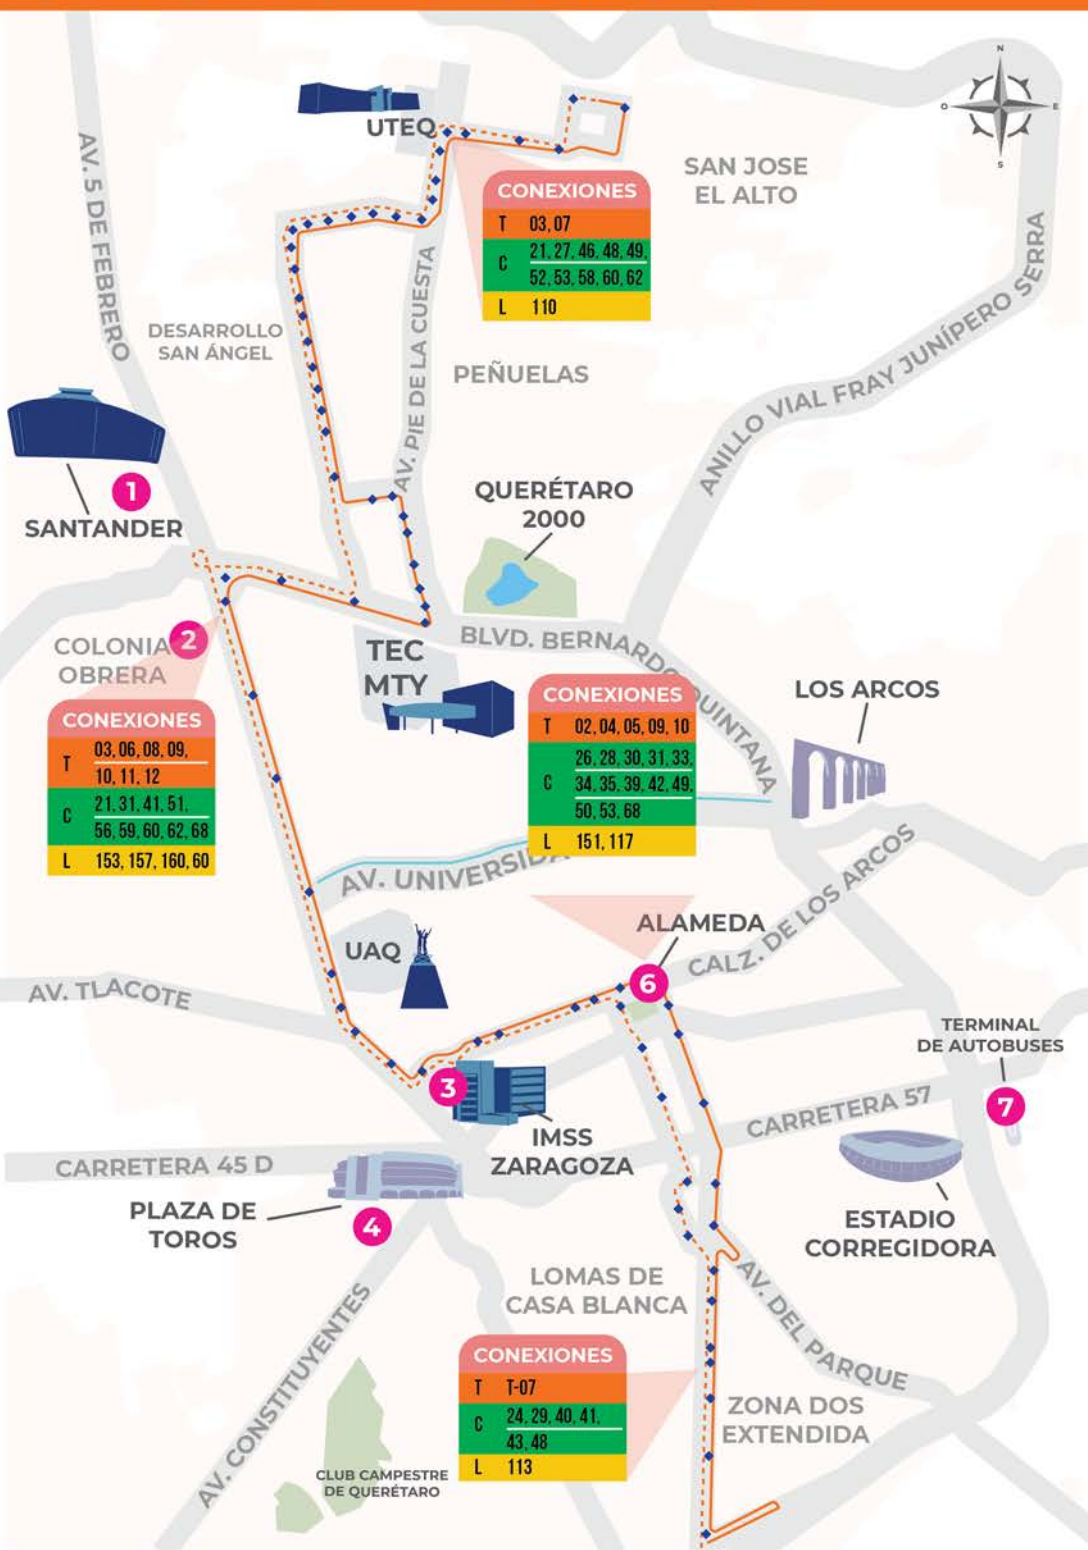 N
O
E
S
UTEQ
SAN JOSE
EL ALTO
AV. 5 DE FEBRERO
CONEXIONES
T 03, 07
C 21, 27, 46, 48, 49,
52, 53, 58, 60, 62
L 110
DESARROLLO
SAN ÁNGEL
AV. PIE DE LA CUESTA
PEÑUELAS
ANILLO VIAL FRAY JUNÍPERO SERRA
1
SANTANDER
QUERÉTARO
2000
COLONIA
OBRERA
2
TEC
MTY
BLVD. BERNARDO QUINTANA
LOS ARCOS
CONEXIONES
T 03, 06, 08, 09,
10, 11, 12
C 21, 31, 41, 51,
56, 59, 60, 62, 68
L 153, 157, 160, 60
CONEXIONES
T 02, 04, 05, 09, 10
C 26, 28, 30, 31, 33,
34, 35, 39, 42, 49,
50, 53, 68
L 151, 117
AV. UNIVERSIDA
CALZ. DE LOS ARCOS
UAQ
ALAMEDA
6
AV. TLACOTE
TERMINAL
DE AUTOBUSES
7
3
IMSS
ZARAGOZA
CARRETERA 57
CARRETERA 45 D
PLAZA DE
TOROS
4
ESTADIO
CORREGIDORA
LOMAS DE
CASA BLANCA
AV. DEL PARQUE
AV. CONSTITUYENTES
CONEXIONES
T T-07
C 24, 29, 40, 41,
43, 48
L 113
ZONA DOS
EXTENDIDA
CLUB CAMPESTRE
DE QUERÉTARO